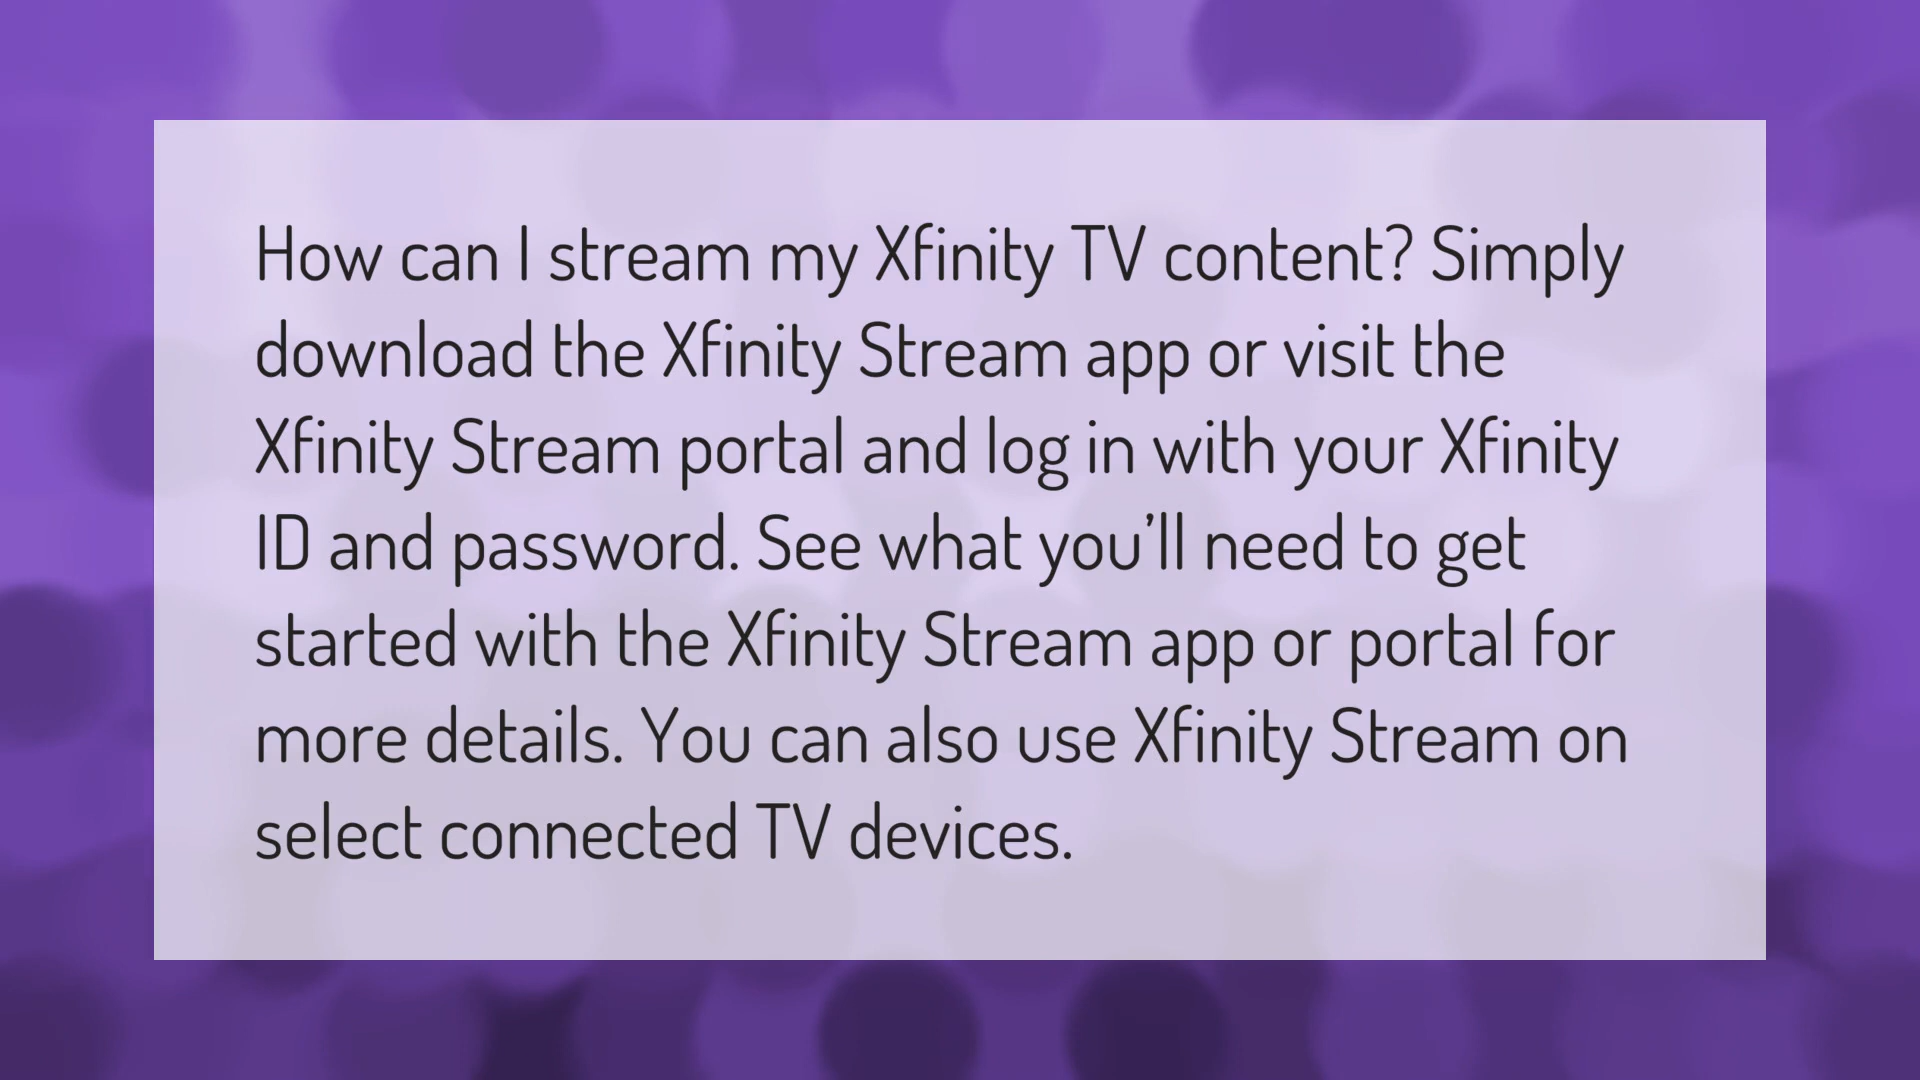 How can I stream my Xfinity TV content? Simply
download the Xfinity Stream app or visit the
Xfinity Stream portal and log in with your Xfinity
ID and password. See what you’ll need to get
started with the Xfinity Stream app or portal for
more details. You can also use Xfinity Stream on
select connected TV devices.